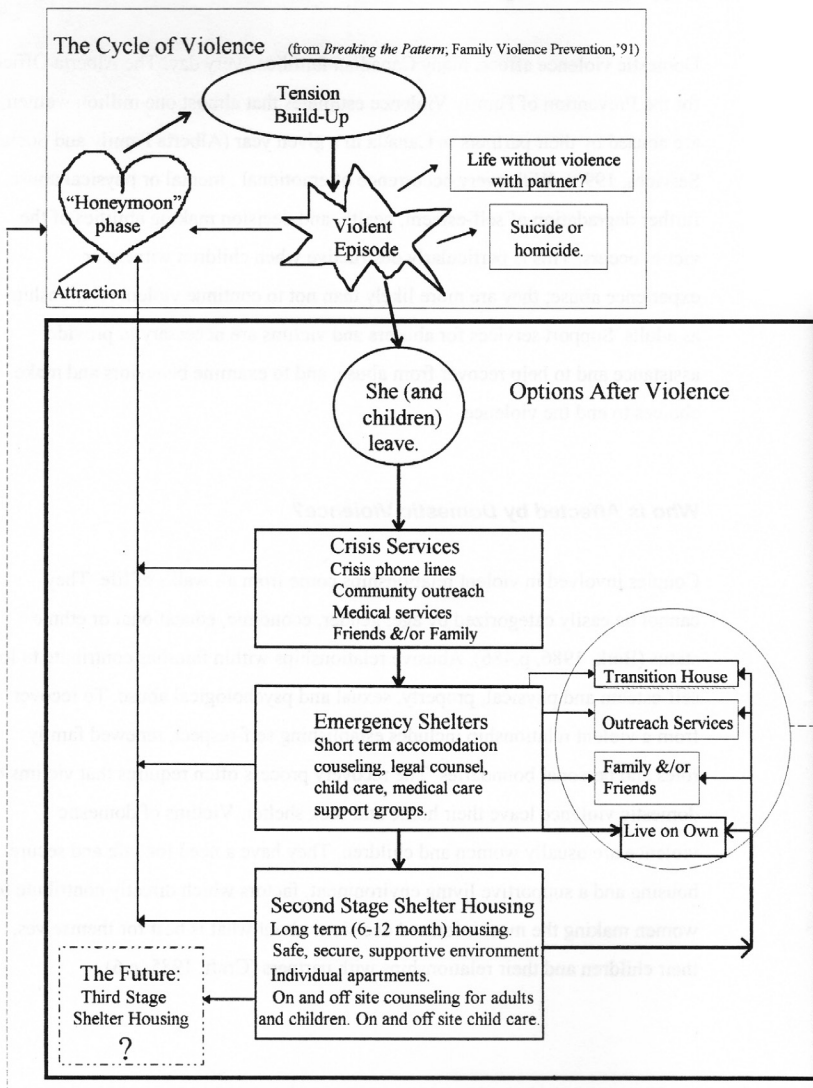 The Cycle of Violence (from Breaking the Pattern; Family Violence Prevention,'91)
Tension
Build-Up
"Honeymoon"
phase
Attraction
Violent
Episode
Life without violence
with partner?
Suicide or
homicide.
She (and
children)
leave.
Options After Violence
Crisis Services
Crisis phone lines
Community outreach
Medical services
Friends &/or Family
Emergency Shelters
Short term accomodation
couseling, legal counsel,
child care, medical care
support groups.
Transition House
Outreach Services
Family &/or
Friends
Live on Own
Second Stage Shelter Housing
Long term (6-12 month) housing.
Safe, secure, supportive environment
Individual apartments.
On and off site counseling for adults
and children. On and off site child care.
The Future:
Third Stage
Shelter Housing
?